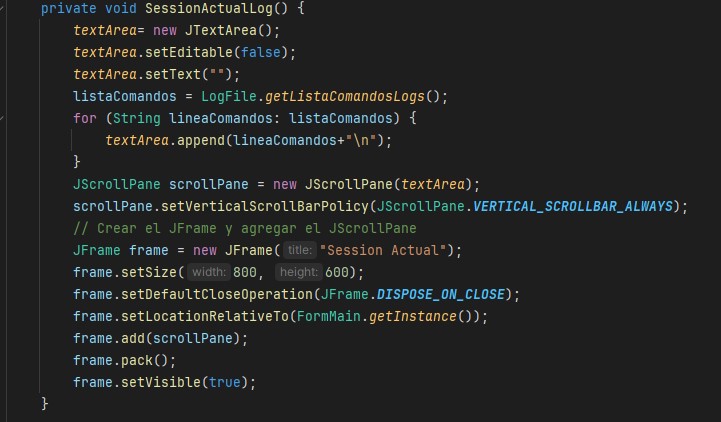 private void SessionActualLog() {
textArea= new JTextArea();
textArea.setEditable(false);
textArea.setText("");
listaComandos = LogFile.getListaComandosLogs();
for (String lineaComandos: listaComandos) {
textArea.append(lineaComandos+"\n");
}
JScrollPane scrollPane = new JScrollPane(textArea);
scrollPane.setVerticalScrollBarPolicy(JScrollPane.VERTICAL_SCROLLBAR_ALWAYS);
// Crear el JFrame y agregar el JScrollPane
JFrame frame = new JFrame( title: "Session Actual");
frame.setSize( width: 800, height: 600);
frame.setDefaultCloseOperation(JFrame.DISPOSE_ON_CLOSE);
frame.setLocationRelativeTo(FormMain.getInstance());
frame.add(scrollPane);
frame.pack();
frame.setVisible(true);
}